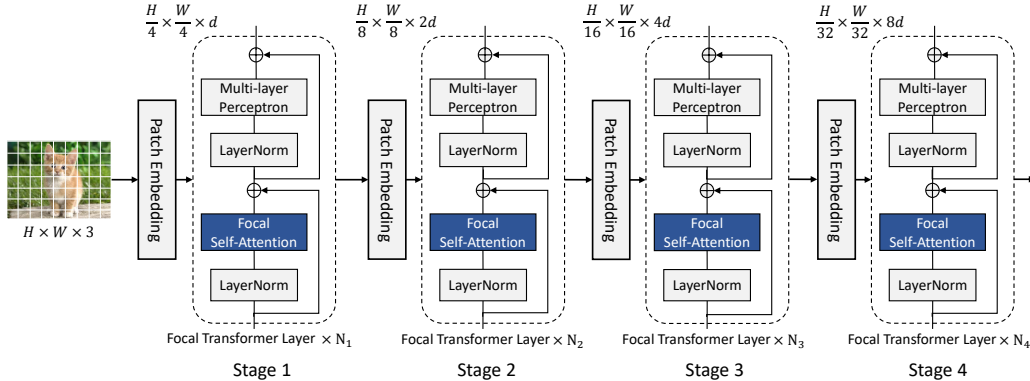 H/4 × W/4 × d
H/8 × W/8 × 2d
H/16 × W/16 × 4d
H/32 × W/32 × 8d
H × W × 3
Patch Embedding
Multi-layer
Perceptron
LayerNorm
Focal
Self-Attention
LayerNorm
Focal Transformer Layer × N₁
Stage 1
Patch Embedding
Multi-layer
Perceptron
LayerNorm
Focal
Self-Attention
LayerNorm
Focal Transformer Layer × N₂
Stage 2
Patch Embedding
Multi-layer
Perceptron
LayerNorm
Focal
Self-Attention
LayerNorm
Focal Transformer Layer × N₃
Stage 3
Patch Embedding
Multi-layer
Perceptron
LayerNorm
Focal
Self-Attention
LayerNorm
Focal Transformer Layer × N₄
Stage 4